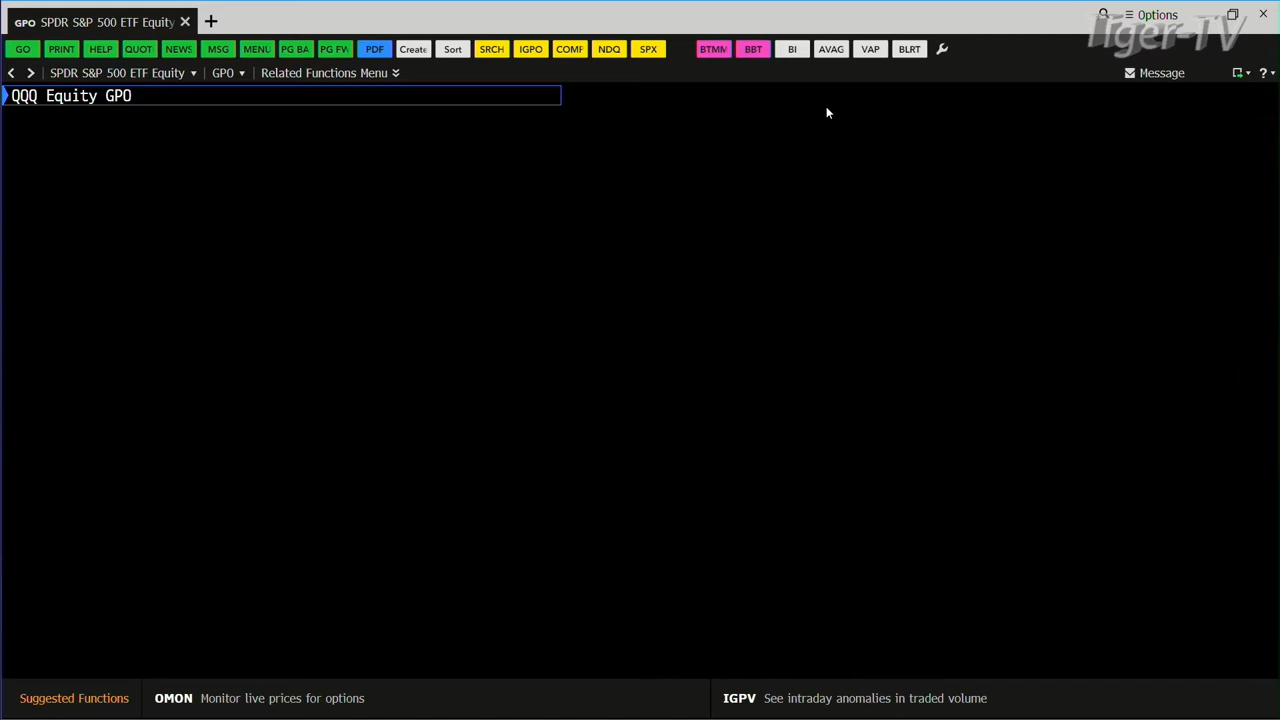 GPO SPDR S&P 500 ETF Equity
Options
Tiger-TV
GO PRINT HELP QUOT NEWS MSG MENU PG BA PG FW PDF Create Sort SRCH IGPO COMF NDQ SPX BTMM BBT BI AVAG VAP BLRT
SPDR S&P 500 ETF Equity GPO Related Functions Menu Message ?
QQQ Equity GPO
Suggested Functions OMON Monitor live prices for options IGPV See intraday anomalies in traded volume